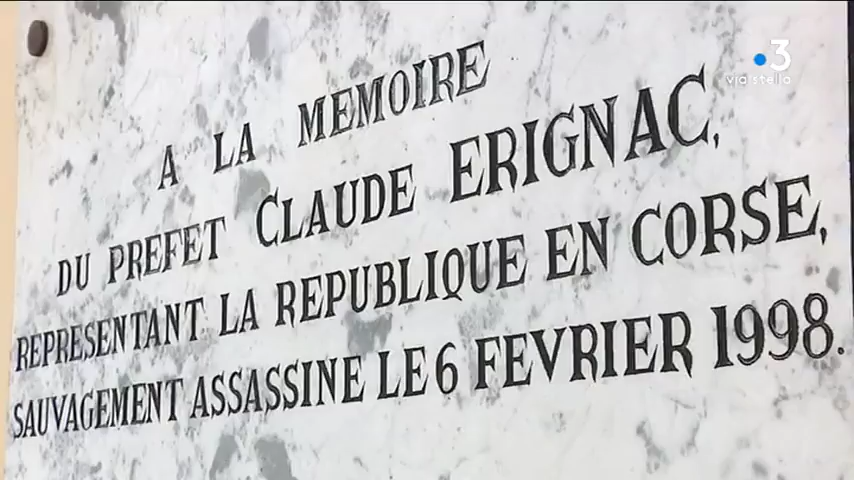 3
via stella
A LA MEMOIRE
DU PREFET CLAUDE ERIGNAC,
REPRESENTANT LA REPUBLIQUE EN CORSE,
SAUVAGEMENT ASSASSINE LE 6 FEVRIER 1998.